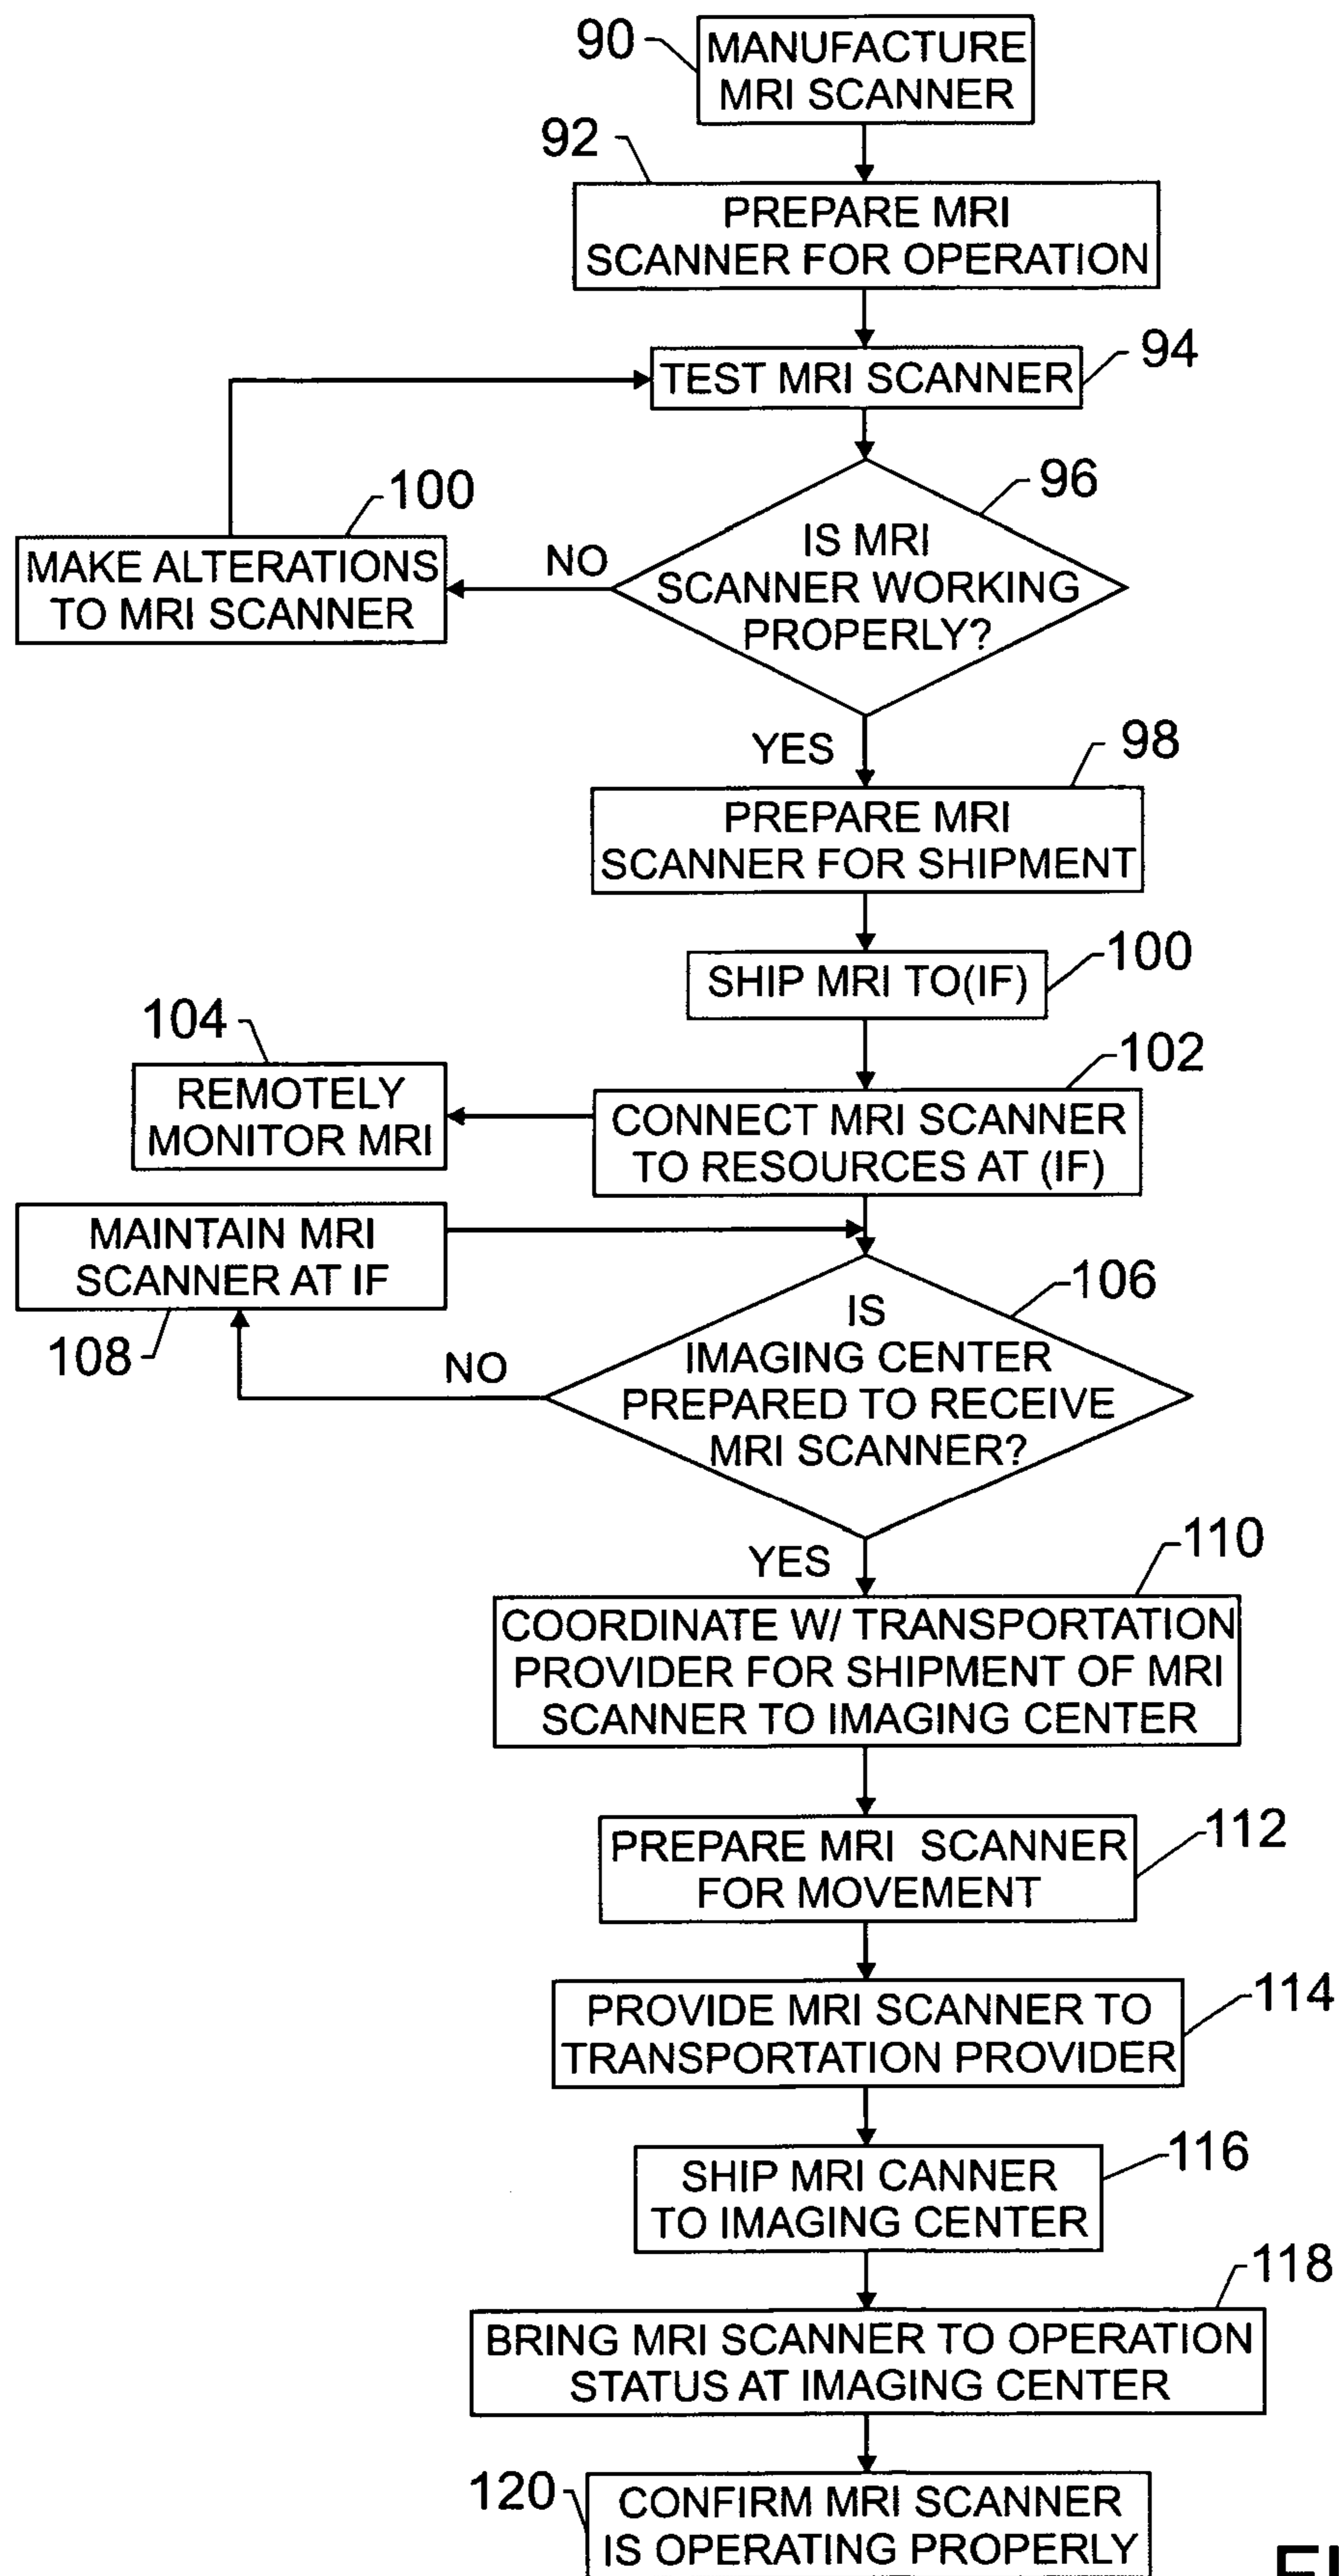 90
MANUFACTURE
MRI SCANNER
92
PREPARE MRI
SCANNER FOR OPERATION
TEST MRI SCANNER
94
96
IS MRI
SCANNER WORKING
PROPERLY?
NO
100
MAKE ALTERATIONS
TO MRI SCANNER
YES
98
PREPARE MRI
SCANNER FOR SHIPMENT
SHIP MRI TO(IF)
100
102
CONNECT MRI SCANNER
TO RESOURCES AT (IF)
104
REMOTELY
MONITOR MRI
MAINTAIN MRI
SCANNER AT IF
108
NO
106
IS
IMAGING CENTER
PREPARED TO RECEIVE
MRI SCANNER?
YES
110
COORDINATE W/ TRANSPORTATION
PROVIDER FOR SHIPMENT OF MRI
SCANNER TO IMAGING CENTER
112
PREPARE MRI SCANNER
FOR MOVEMENT
114
PROVIDE MRI SCANNER TO
TRANSPORTATION PROVIDER
116
SHIP MRI CANNER
TO IMAGING CENTER
118
BRING MRI SCANNER TO OPERATION
STATUS AT IMAGING CENTER
120
CONFIRM MRI SCANNER
IS OPERATING PROPERLY